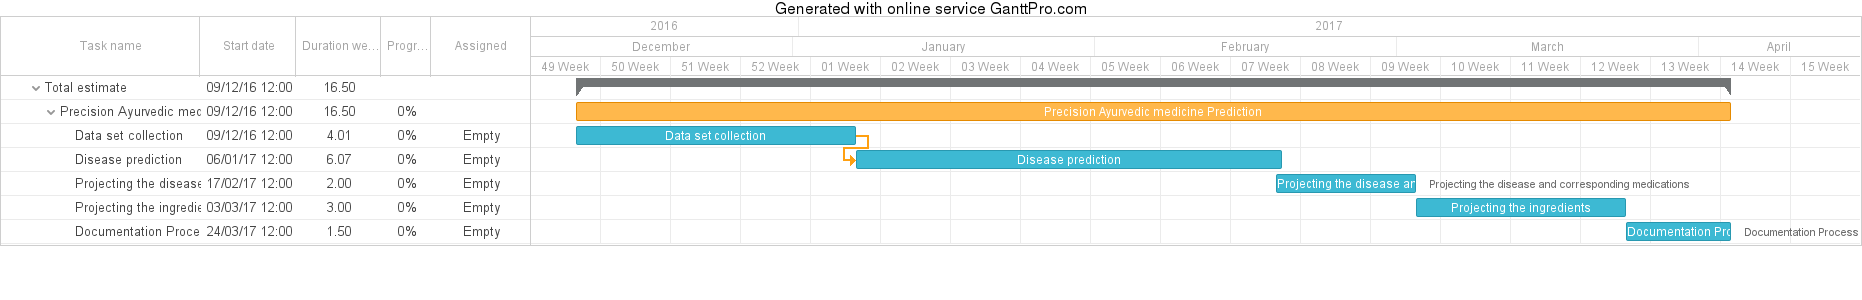 Generated with online service GanttPro.com
2016 2017
Task name Start date Duration we... Progr... Assigned
December January February March April
49 Week 50 Week 51 Week 52 Week 01 Week 02 Week 03 Week 04 Week 05 Week 06 Week 07 Week 08 Week 09 Week 10 Week 11 Week 12 Week 13 Week 14 Week 15 Week
Total estimate 09/12/16 12:00 16.50
Precision Ayurvedic med 09/12/16 12:00 16.50 0% Precision Ayurvedic medicine Prediction
Data set collection 09/12/16 12:00 4.01 0% Empty Data set collection
Disease prediction 06/01/17 12:00 6.07 0% Empty Disease prediction
Projecting the disease 17/02/17 12:00 2.00 0% Empty Projecting the disease an Projecting the disease and corresponding medications
Projecting the ingredie 03/03/17 12:00 3.00 0% Empty Projecting the ingredients
Documentation Proce 24/03/17 12:00 1.50 0% Empty Documentation Pro Documentation Process